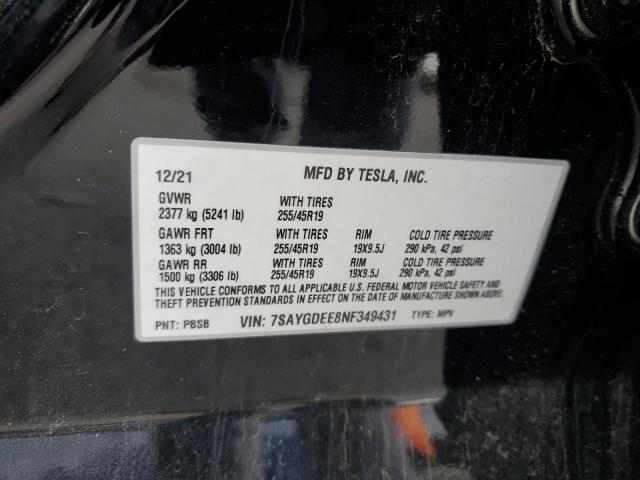 12/21 MFD BY TESLA, INC.
GVWR WITH TIRES
2377 kg (5241 lb) 255/45R19
GAWR FRT WITH TIRES RIM COLD TIRE PRESSURE
1363 kg (3004 lb) 255/45R19 19X9.5J 290 kPa, 42 psi
GAWR RR WITH TIRES RIM COLD TIRE PRESSURE
1500 kg (3306 lb) 255/45R19 19X9.5J 290 kPa, 42 psi
THIS VEHICLE CONFORMS TO ALL APPLICABLE U.S. FEDERAL MOTOR VEHICLE SAFETY AND
THEFT PREVENTION STANDARDS IN EFFECT ON THE DATE OF MANUFACTURE SHOWN ABOVE.
PNT: PBSB VIN: 7SAYGDEE8NF349431 TYPE: MPV